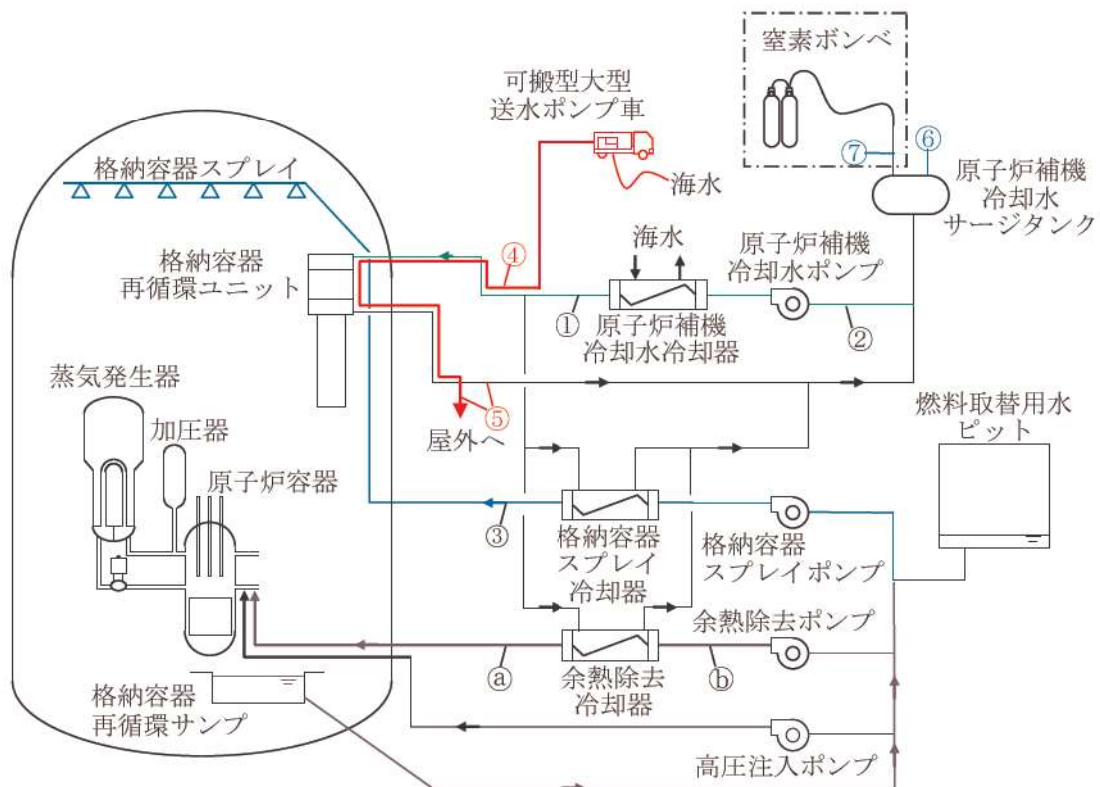 窒素ボンベ
可搬型大型
送水ポンプ車
⑥
⑦
格納容器スプレイ
海水
原子炉補機
冷却水
サージタンク
海水
原子炉補機
冷却水ポンプ
格納容器
再循環ユニット
④
①
原子炉補機
冷却水冷却器
②
蒸気発生器
⑤
屋外へ
燃料取替用水
ピット
加圧器
原子炉容器
③
格納容器
スプレイ
冷却器
格納容器
スプレイポンプ
余熱除去ポンプ
ⓐ
ⓑ
余熱除去
冷却器
格納容器
再循環サンプ
高圧注入ポンプ